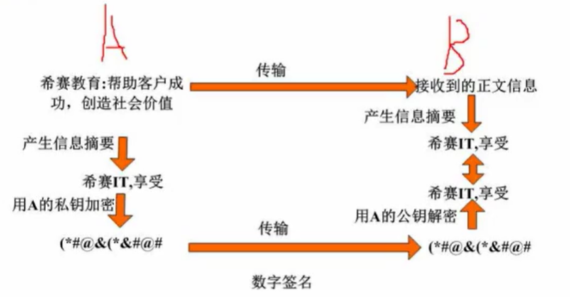 A
B
希赛教育:帮助客户成
功，创造社会价值
传输
接收到的正文信息
产生信息摘要
产生信息摘要
希赛IT,享受
希赛IT,享受
希赛IT,享受
用A的私钥加密
用A的公钥解密
(*#@&(*&#@#
传输
(*#@&(*&#@#
数字签名